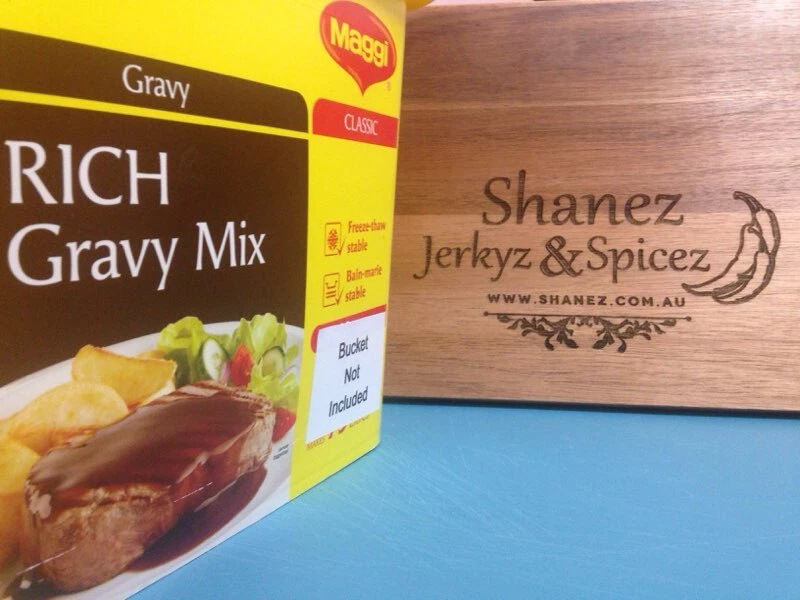 Maggi
Gravy
CLASSIC
RICH
Gravy Mix
Freeze-thaw
stable
Bain-marie
stable
Bucket
Not
Included
MAKES
Shanez
Jerkyz & Spicez
WWW.SHANEZ.COM.AU